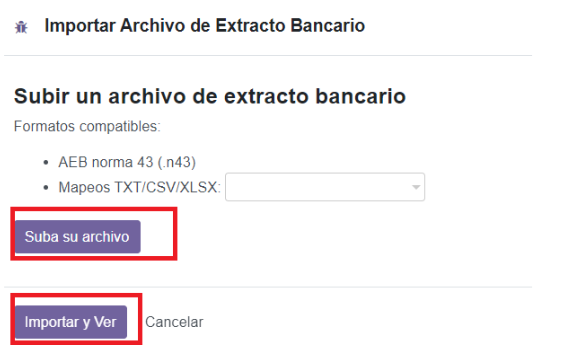 Importar Archivo de Extracto Bancario
Subir un archivo de extracto bancario
Formatos compatibles:
AEB norma 43 (.n43)
Mapeos TXT/CSV/XLSX:
Suba su archivo
Importar y Ver Cancelar